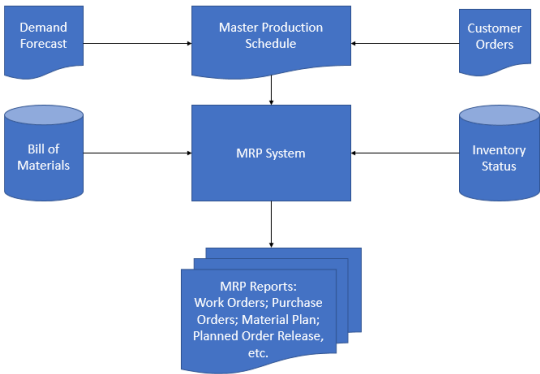 Demand
Forecast
Master Production
Schedule
Customer
Orders
Bill of
Materials
MRP System
Inventory
Status
MRP Reports:
Work Orders; Purchase
Orders; Material Plan;
Planned Order Release,
etc.